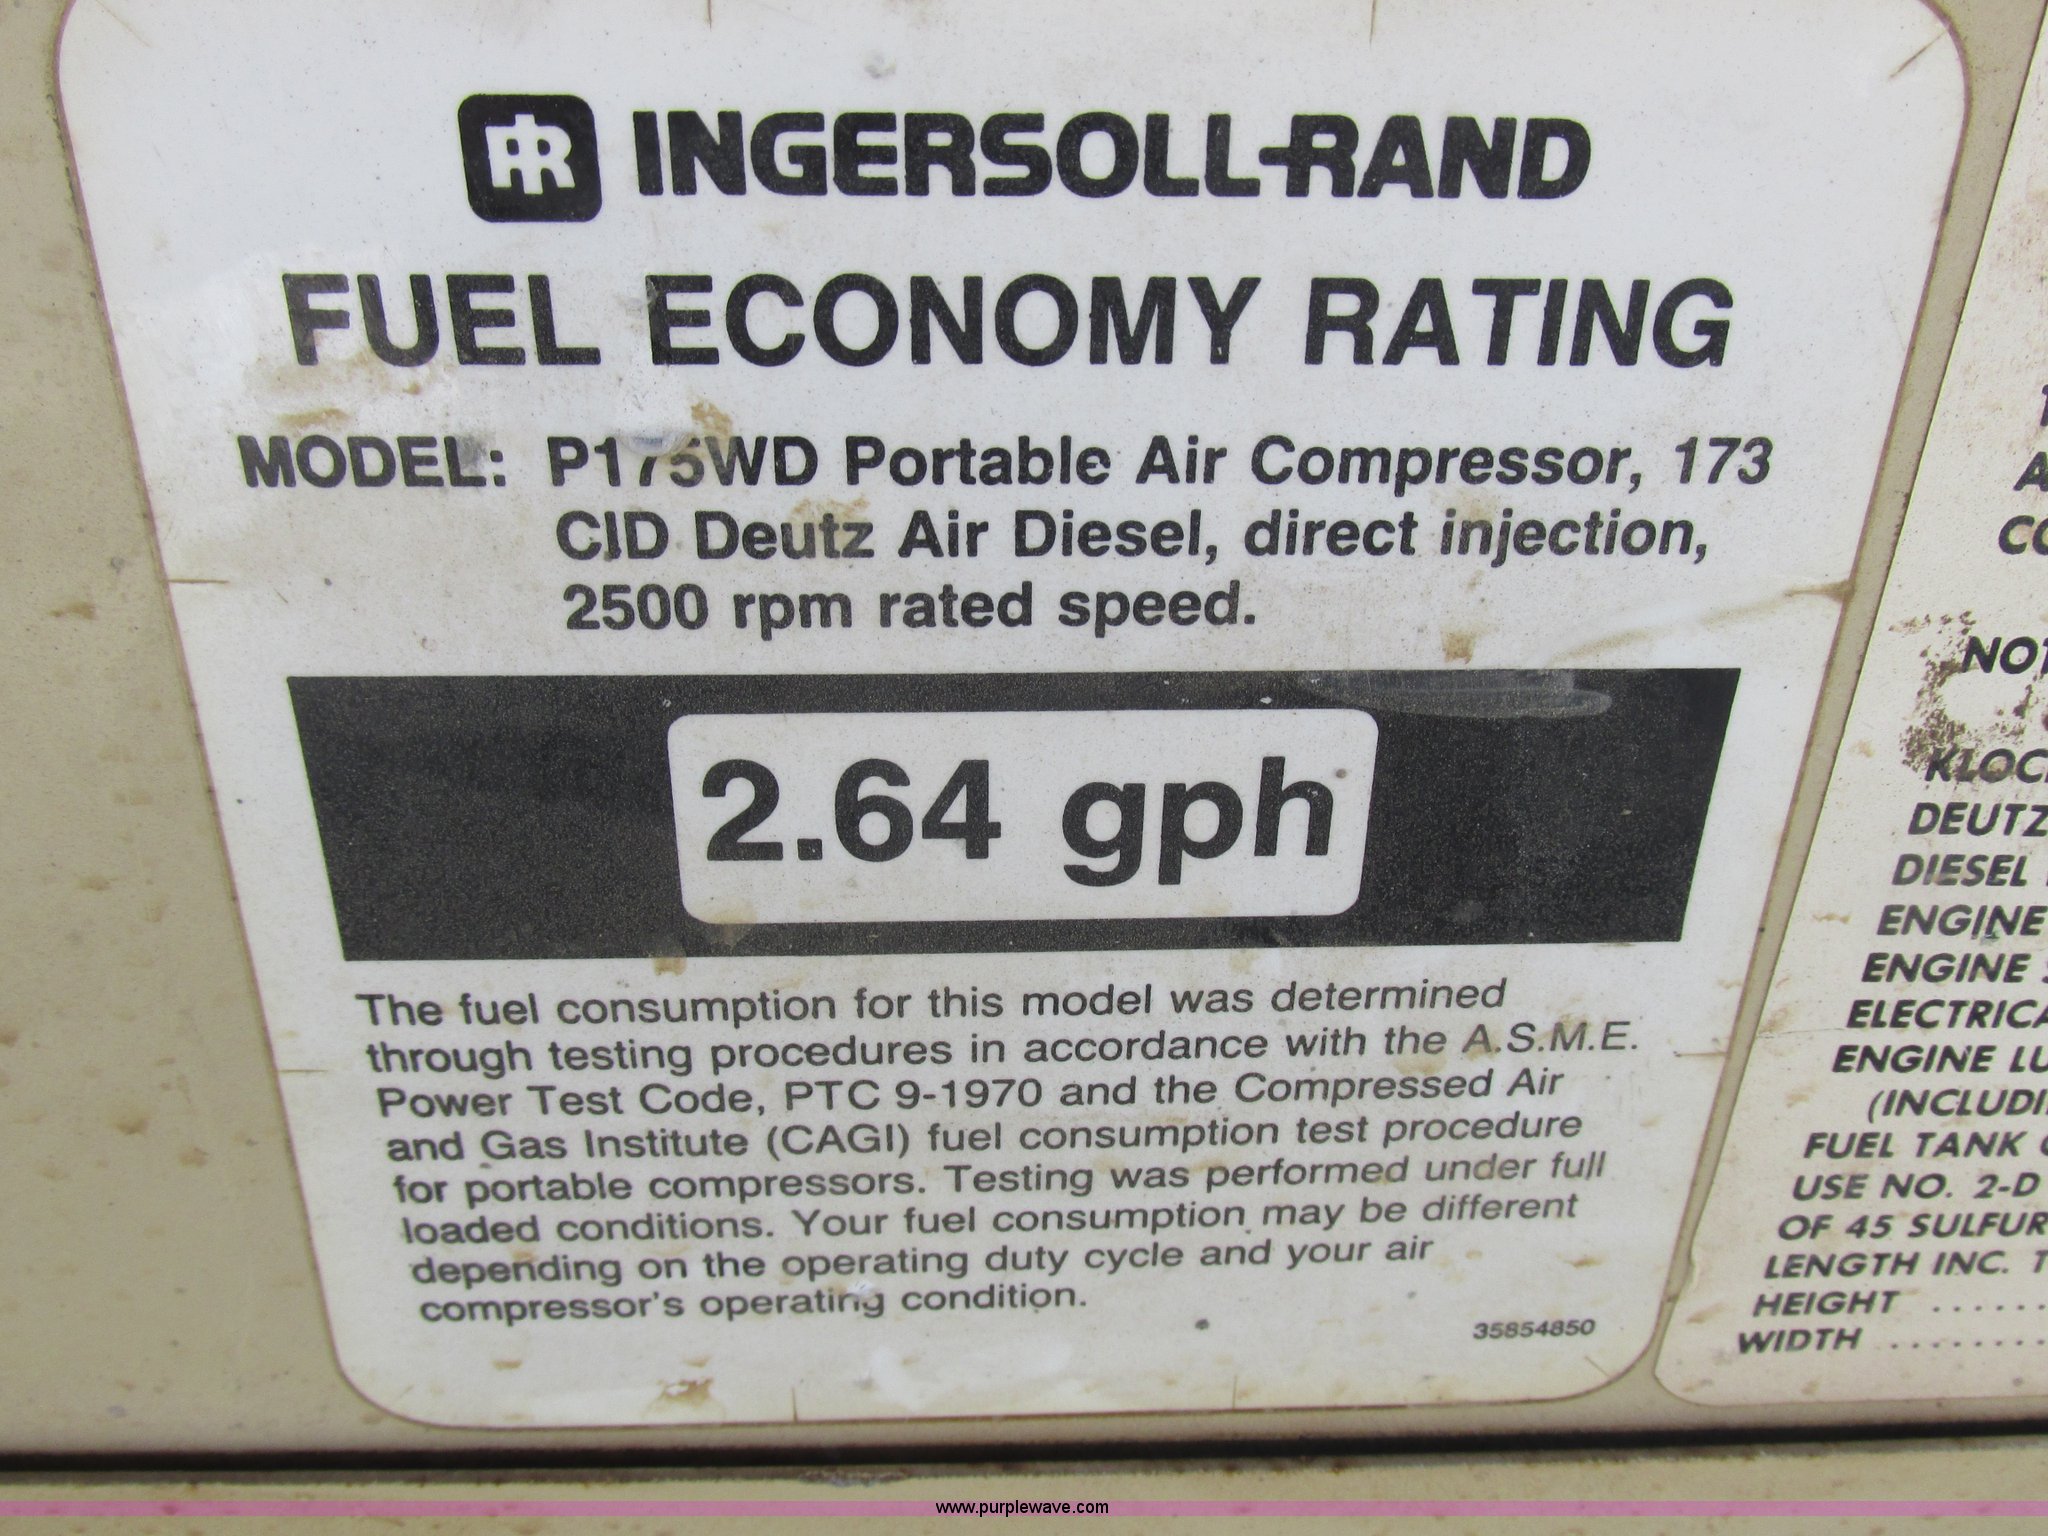 IR INGERSOLL-RAND
FUEL ECONOMY RATING
MODEL: P175WD Portable Air Compressor, 173
CID Deutz Air Diesel, direct injection,
2500 rpm rated speed.
2.64 gph
The fuel consumption for this model was determined
through testing procedures in accordance with the A.S.M.E.
Power Test Code, PTC 9-1970 and the Compressed Air
and Gas Institute (CAGI) fuel consumption test procedure
for portable compressors. Testing was performed under full
loaded conditions. Your fuel consumption may be different
depending on the operating duty cycle and your air
compressor's operating condition.
35854850
DEUTZ
DIESEL
ENGINE
ENGINE
ENGINE
(INCLUDI
FUEL TANK
USE NO. 2-D
OF 45 SULFUR
LENGTH INC. T
HEIGHT ......
WIDTH .........
www.purplewave.com